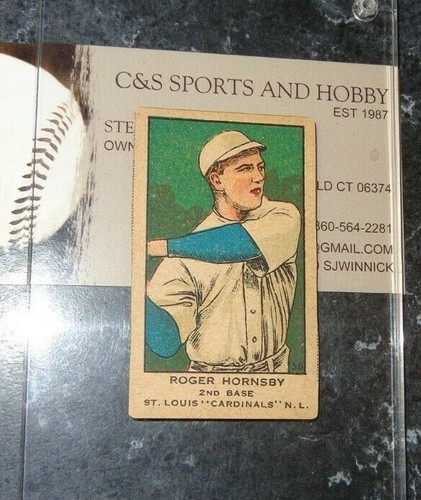 C&S SPORTS AND HOBBY
EST 1987
STE
OWN
LD CT 06374
860-564-2281
@GMAIL.COM
SJWINNICK
ROGER HORNSBY
2ND BASE
ST. LOUIS "CARDINALS" N.L.